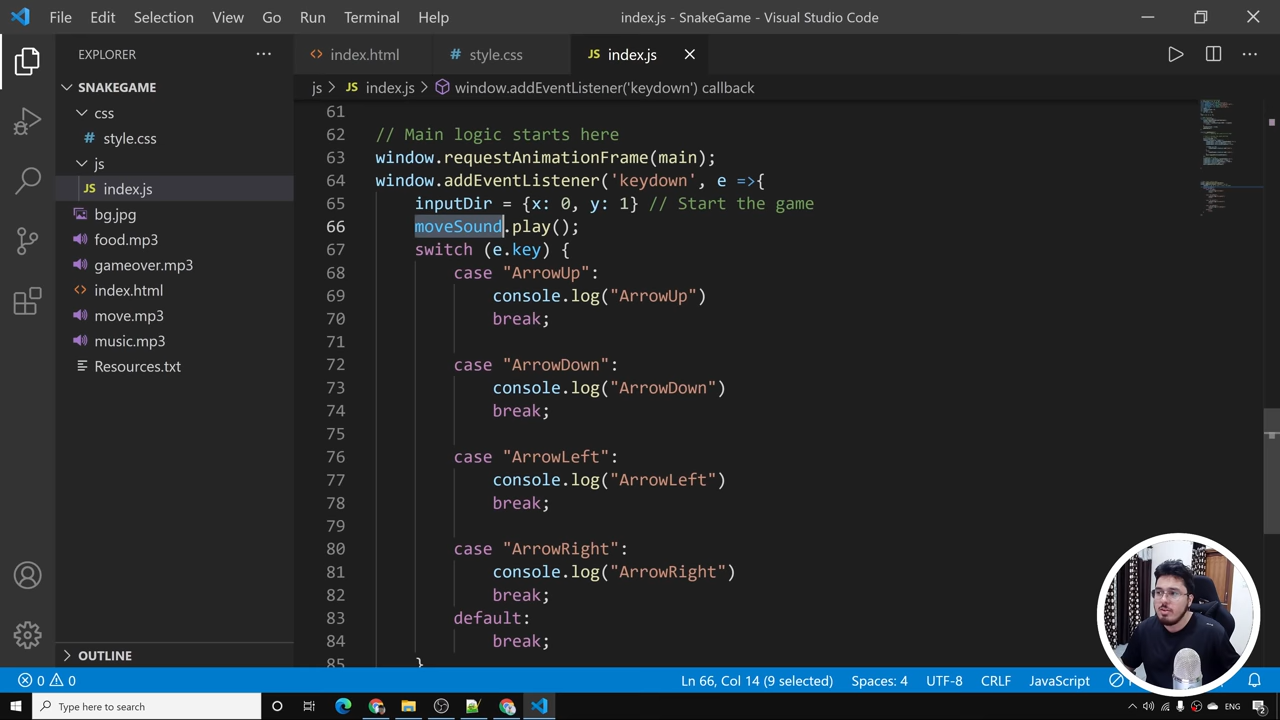 File Edit Selection View Go Run Terminal Help index.js - SnakeGame - Visual Studio Code
EXPLORER
SNAKEGAME
css
# style.css
js
index.js
bg.jpg
food.mp3
gameover.mp3
<> index.html
move.mp3
music.mp3
Resources.txt
OUTLINE
<> index.html # style.css JS index.js
js > JS index.js > window.addEventListener('keydown') callback
61
62 // Main logic starts here
63 window.requestAnimationFrame(main);
64 window.addEventListener('keydown', e =>{
65 inputDir = {x: 0, y: 1} // Start the game
66 moveSound.play();
67 switch (e.key) {
68 case "ArrowUp":
69 console.log("ArrowUp")
70 break;
71
72 case "ArrowDown":
73 console.log("ArrowDown")
74 break;
75
76 case "ArrowLeft":
77 console.log("ArrowLeft")
78 break;
79
80 case "ArrowRight":
81 console.log("ArrowRight")
82 break;
83 default:
84 break;
85 }
0 0 Ln 66, Col 14 (9 selected) Spaces: 4 UTF-8 CRLF JavaScript
Type here to search ENG